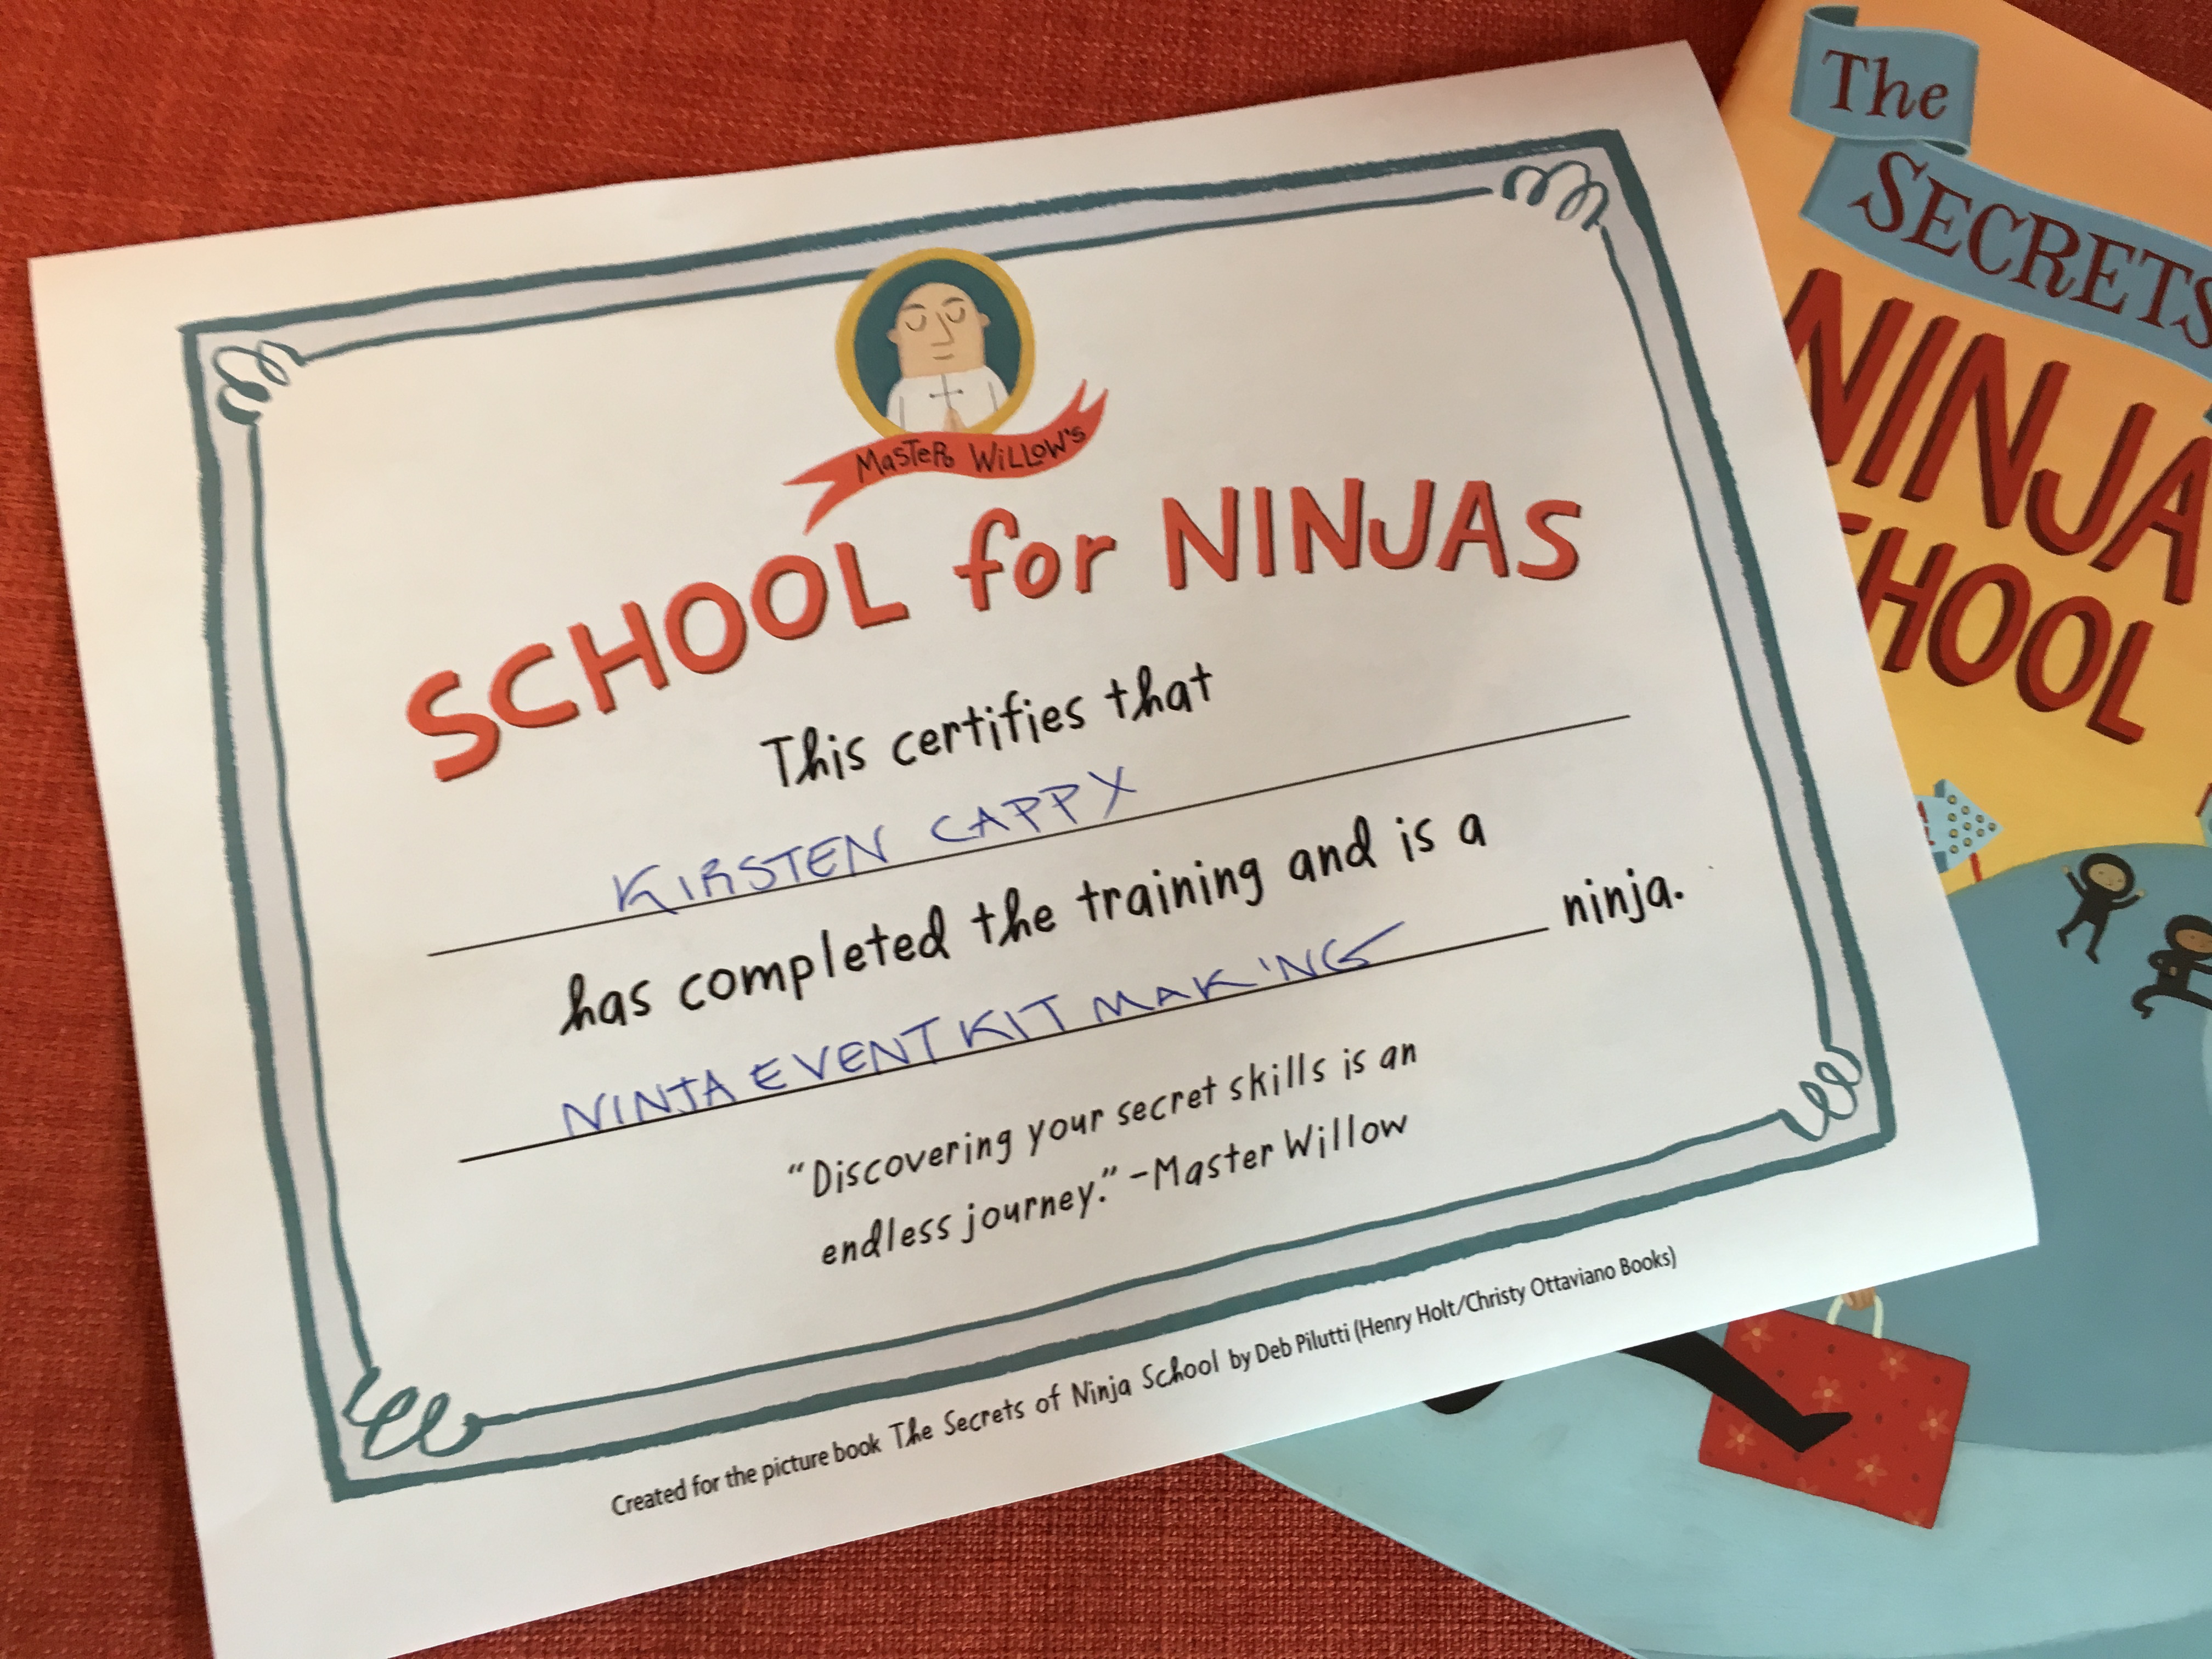 MASTER WILLOW'S
SCHOOL for NINJAS
This certifies that
KIRSTEN CAPPY
has completed the training and is a
NINJA EVENT KIT MAKING ninja.
“Discovering your secret skills is an
endless journey.” -Master Willow
Created for the picture book The Secrets of Ninja School by Deb Pilutti (Henry Holt/Christy Ottaviano Books)
The
SECRETS
NINJA
SCHOOL